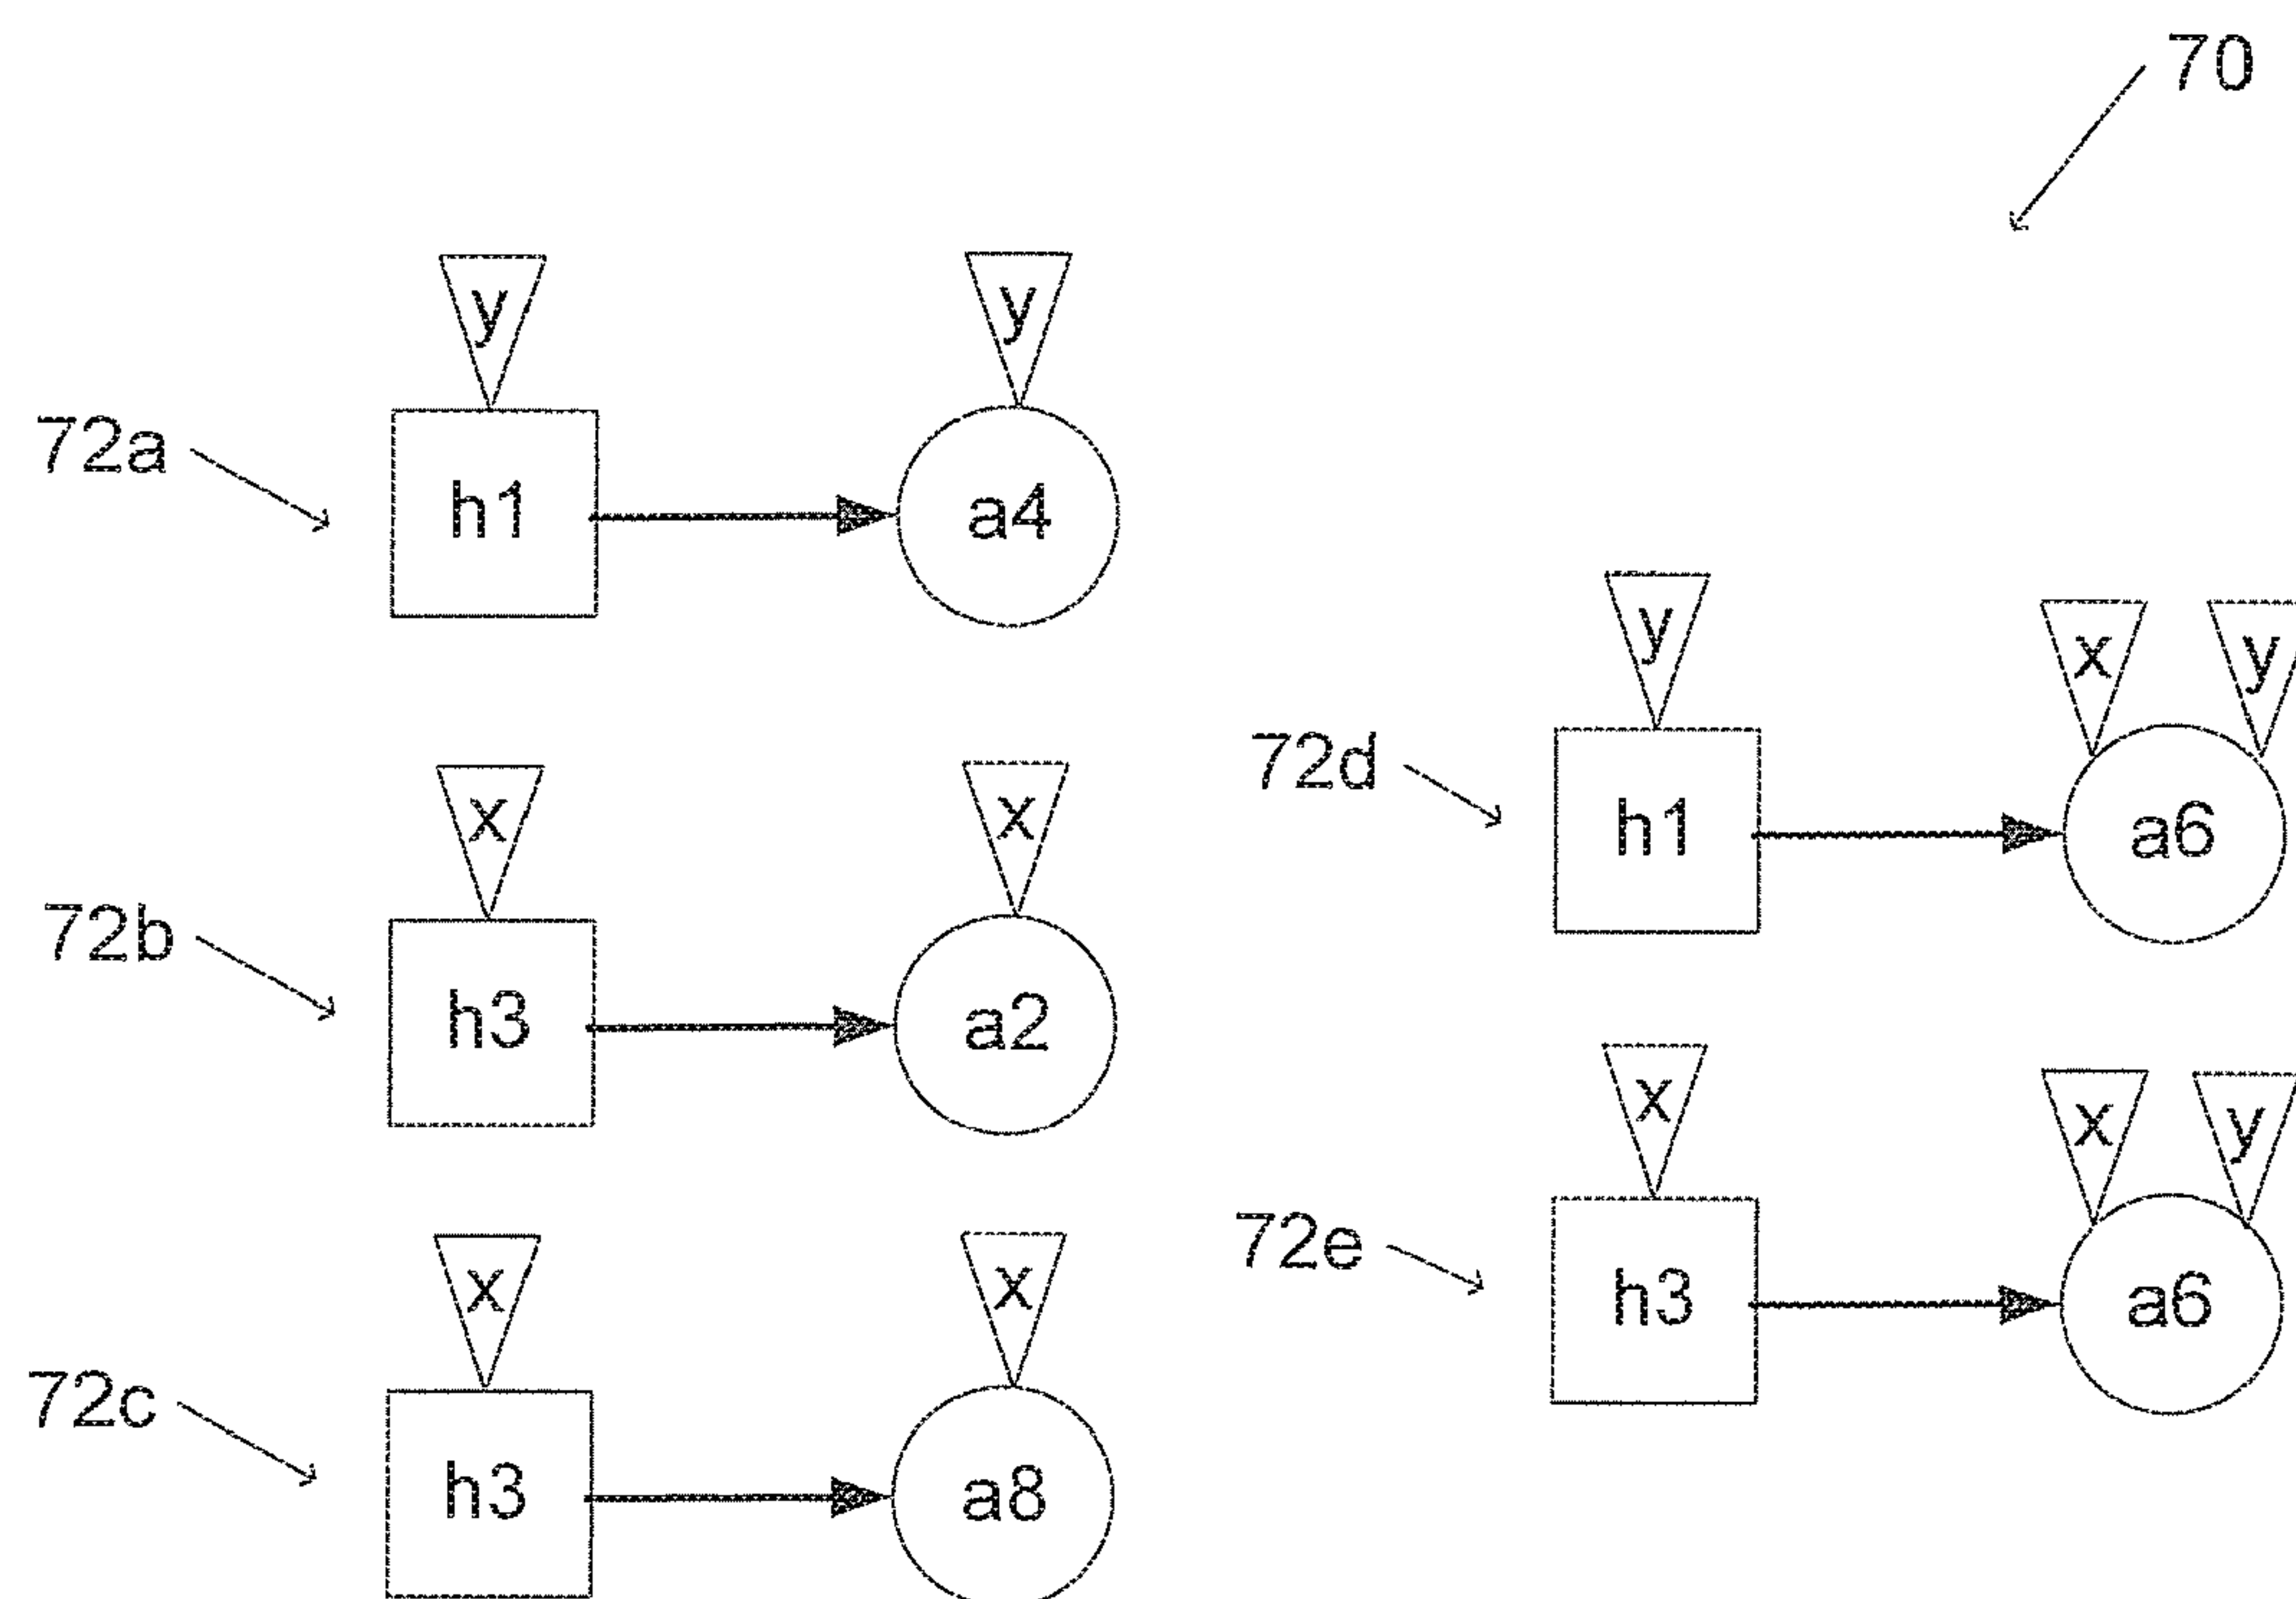 70
y y
72a h1 a4
y x y
72d h1 a6
x x
72b h3 a2
x x y
72e h3 a6
x x
72c h3 a8